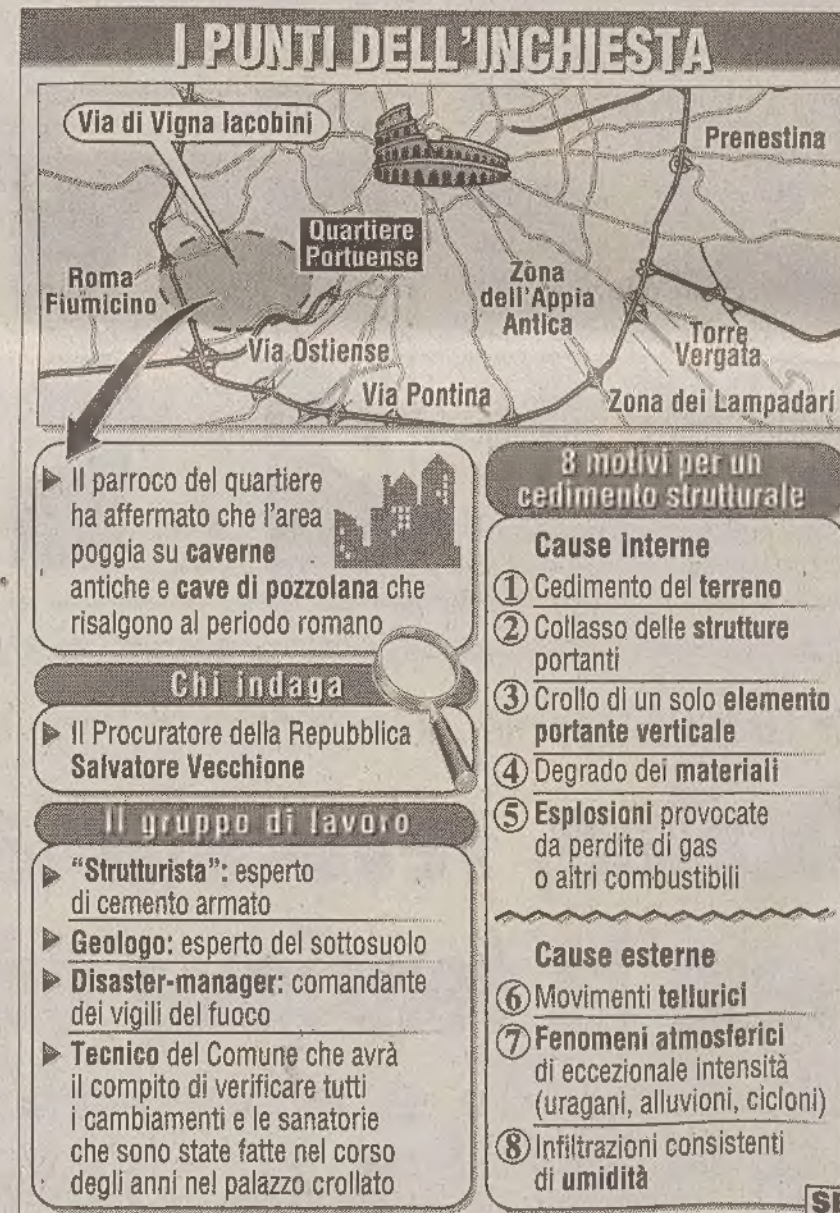 I PUNTI DELL'INCHIESTA
Via di Vigna Iacobini
Prenestina
Quartiere
Portuense
Roma
Fiumicino
Zona
dell'Appia
Antica
Via Ostiense
Torre
Vergata
Via Pontina
Zona dei Lampadari
Il parroco del quartiere
ha affermato che l'area
poggia su caverne
antiche e cave di pozzolana che
risalgono al periodo romano
Chi indaga
Il Procuratore della Repubblica
Salvatore Vecchione
Il gruppo di lavoro
"Strutturista": esperto
di cemento armato
Geologo: esperto del sottosuolo
Disaster-manager: comandante
dei vigili del fuoco
Tecnico del Comune che avrà
il compito di verificare tutti
i cambiamenti e le sanatorie
che sono state fatte nel corso
degli anni nel palazzo crollato
8 motivi per un
cedimento strutturale
Cause interne
1 Cedimento del terreno
2 Collasso delle strutture
portanti
3 Crollo di un solo elemento
portante verticale
4 Degrado dei materiali
5 Esplosioni provocate
da perdite di gas
o altri combustibili
Cause esterne
6 Movimenti tellurici
7 Fenomeni atmosferici
di eccezionale intensità
(uragani, alluvioni, cicloni)
8 Infiltrazioni consistenti
di umidità